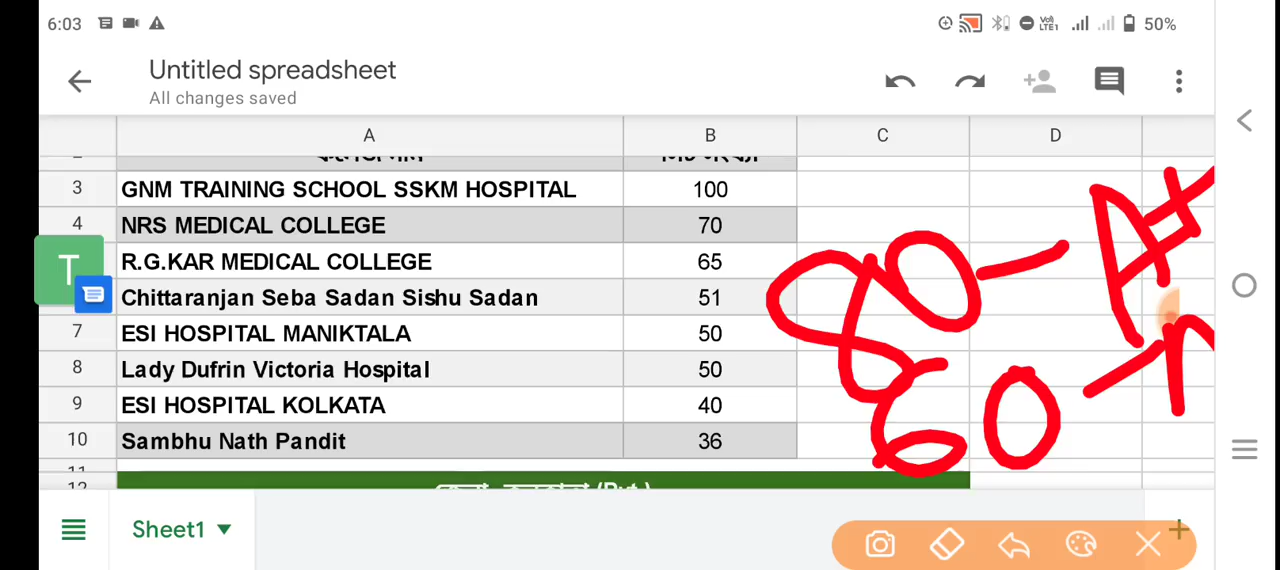 6:03 50%
Untitled spreadsheet
All changes saved
A B C D
3 GNM TRAINING SCHOOL SSKM HOSPITAL 100
4 NRS MEDICAL COLLEGE 70
R.G.KAR MEDICAL COLLEGE 65
T
Chittaranjan Seba Sadan Sishu Sadan 51
7 ESI HOSPITAL MANIKTALA 50
8 Lady Dufrin Victoria Hospital 50
9 ESI HOSPITAL KOLKATA 40
10 Sambhu Nath Pandit 36
80 - A
60 -
Sheet1